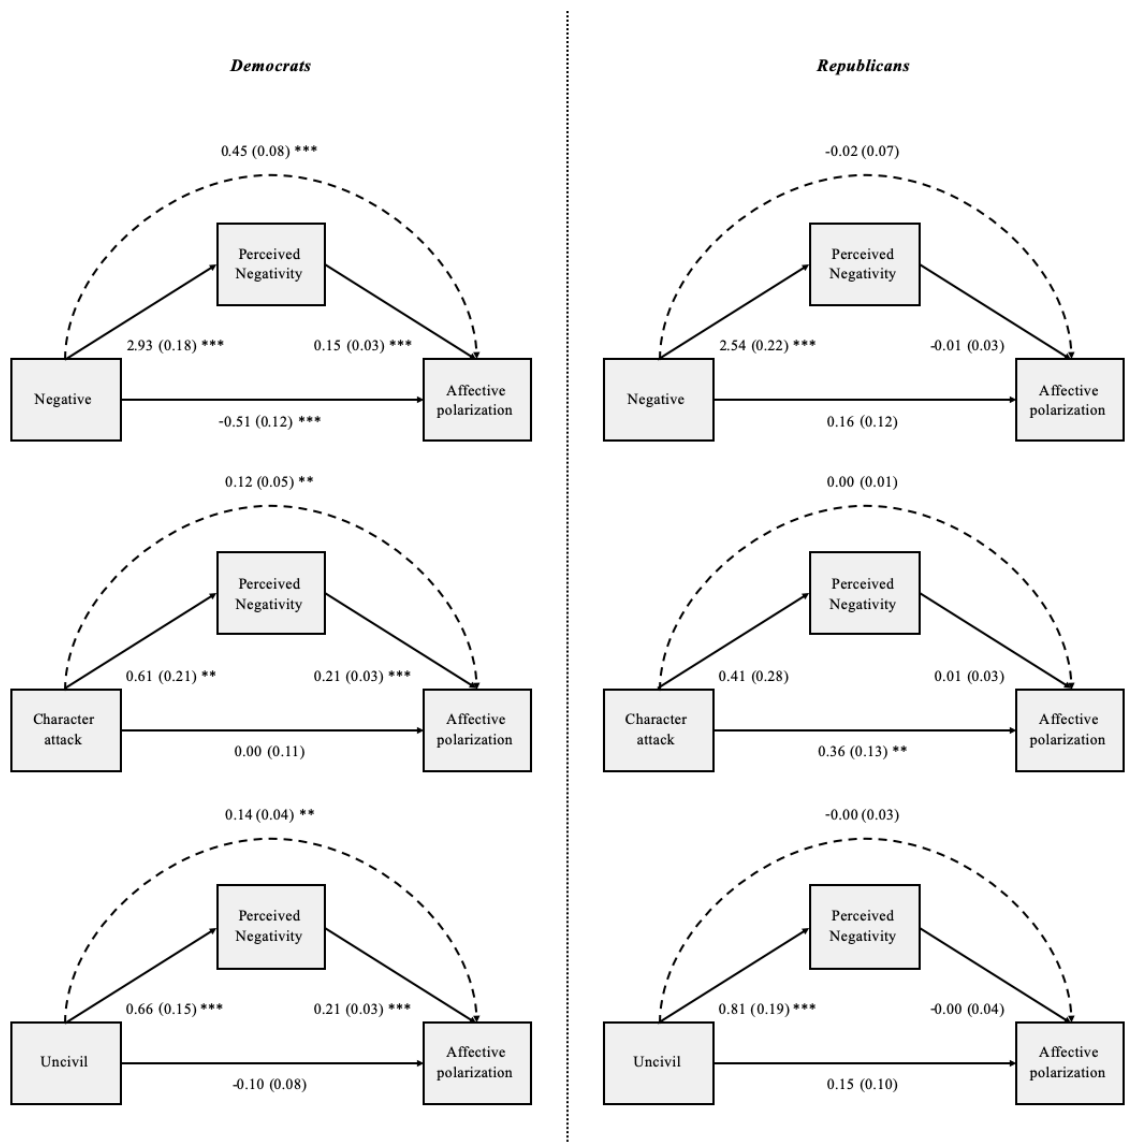 Democrats
0.45 (0.08) ***
Perceived
Negativity
2.93 (0.18) ***
0.15 (0.03) ***
Negative
Affective
polarization
-0.51 (0.12) ***
0.12 (0.05) **
Perceived
Negativity
0.61 (0.21) **
0.21 (0.03) ***
Character
attack
Affective
polarization
0.00 (0.11)
0.14 (0.04) **
Perceived
Negativity
0.66 (0.15) ***
0.21 (0.03) ***
Uncivil
Affective
polarization
-0.10 (0.08)
Republicans
-0.02 (0.07)
Perceived
Negativity
2.54 (0.22) ***
-0.01 (0.03)
Negative
Affective
polarization
0.16 (0.12)
0.00 (0.01)
Perceived
Negativity
0.41 (0.28)
0.01 (0.03)
Character
attack
Affective
polarization
0.36 (0.13) **
-0.00 (0.03)
Perceived
Negativity
0.81 (0.19) ***
-0.00 (0.04)
Uncivil
Affective
polarization
0.15 (0.10)